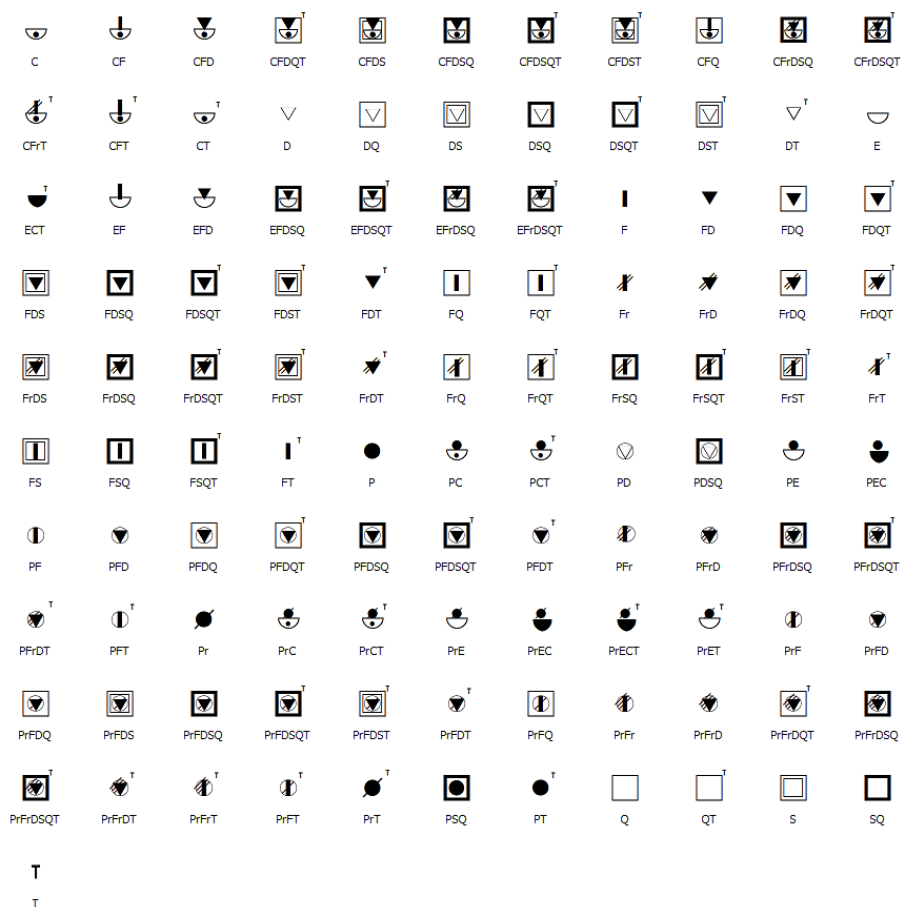 C CF CFD CFDQT CFDS CFDSQ CFDSQT CFDST CFQ CFrDSQ CFrDSQT
CFrT CFT CT D DQ DS DSQ DSQT DST DT E
ECT EF EFD EFDSQ EFDSQT EFrDSQ EFrDSQT F FD FDQ FDQT
FDS FDSQ FDSQT FDST FDT FQ FQT Fr FrD FrDQ FrDQT
FrDS FrDSQ FrDSQT FrDST FrDT FrQ FrQT FrSQ FrSQT FrST FrT
FS FSQ FSQT FT P PC PCT PD PDSQ PE PEC
PF PFD PFDQ PFDQT PFDSQ PFDSQT PFDT PFr PFrD PFrDSQ PFrDSQT
PFrDT PFT Pr PrC PrCT PrE PrEC PrECT PrET PrF PrFD
PrFDQ PrFDS PrFDSQ PrFDSQT PrFDST PrFDT PrFQ PrFr PrFrD PrFrDQT PrFrDSQ
PrFrDSQT PrFrDT PrFrT PrFT PrT PSQ PT Q QT S SQ
T
T